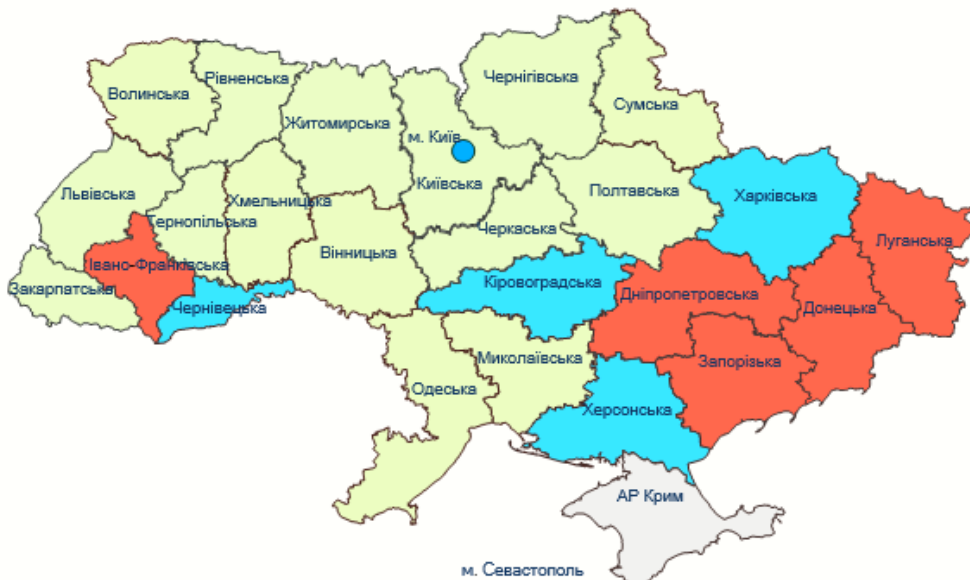 Волинська
Рівненська
Житомирська
м. Київ
Київська
Чернігівська
Сумська
Львівська
Тернопільська
Хмельницька
Вінницька
Черкаська
Полтавська
Харківська
Луганська
Закарпатська
Івано-Франківська
Чернівецька
Кіровоградська
Дніпропетровська
Донецька
Одеська
Миколаївська
Запорізька
Херсонська
АР Крим
м. Севастополь